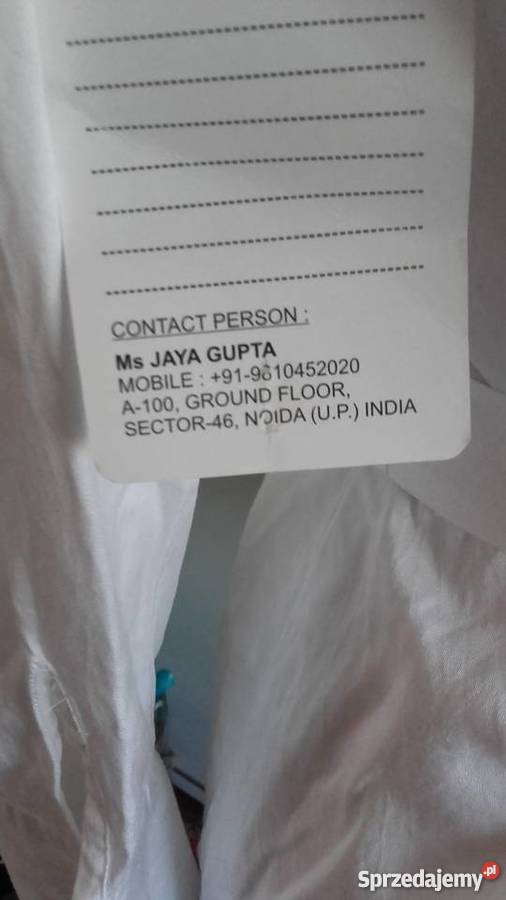 CONTACT PERSON :
Ms JAYA GUPTA
MOBILE : +91-9810452020
A-100, GROUND FLOOR,
SECTOR-46, NOIDA (U.P.) INDIA
Sprzedajemy.pl